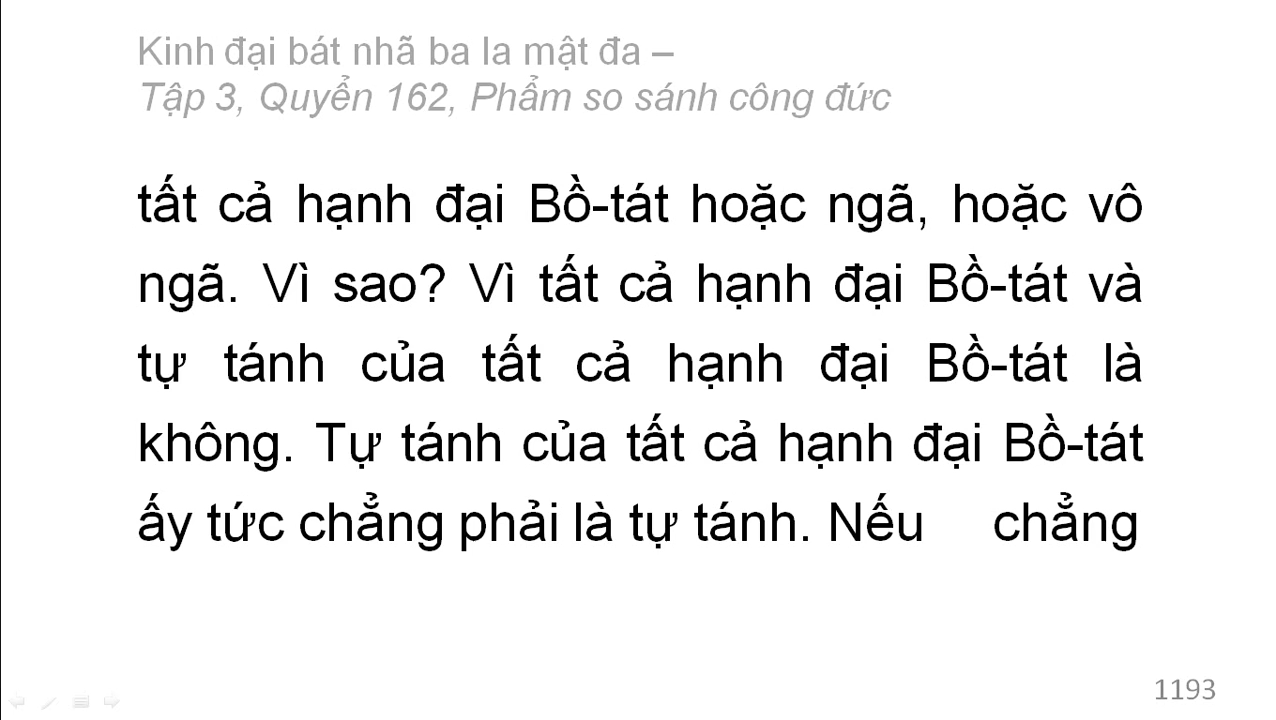 Kinh đại bát nhã ba la mật đa –
Tập 3, Quyển 162, Phẩm so sánh công đức
tất cả hạnh đại Bồ-tát hoặc ngã, hoặc vô
ngã. Vì sao? Vì tất cả hạnh đại Bồ-tát và
tự tánh của tất cả hạnh đại Bồ-tát là
không. Tự tánh của tất cả hạnh đại Bồ-tát
ấy tức chẳng phải là tự tánh. Nếu chẳng
1193